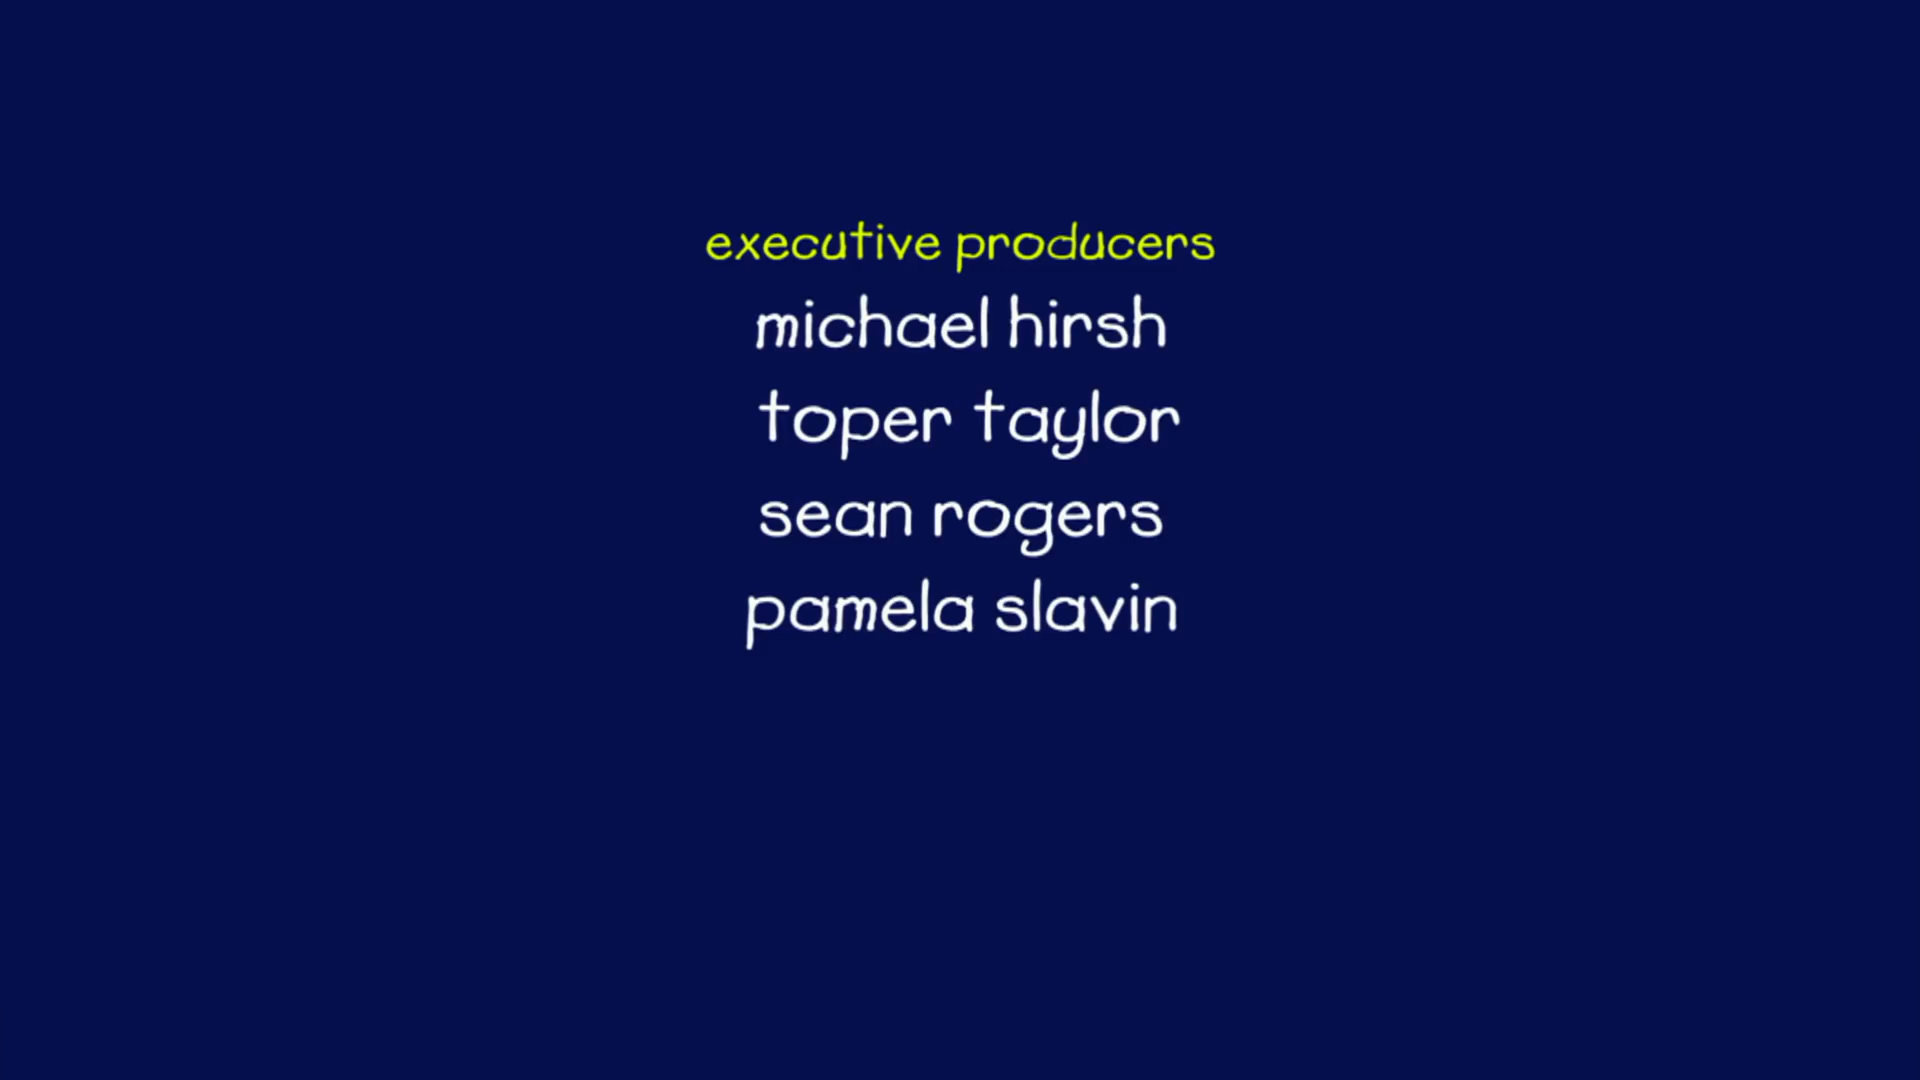 executive producers
michael hirsh
toper taylor
sean rogers
pamela slavin